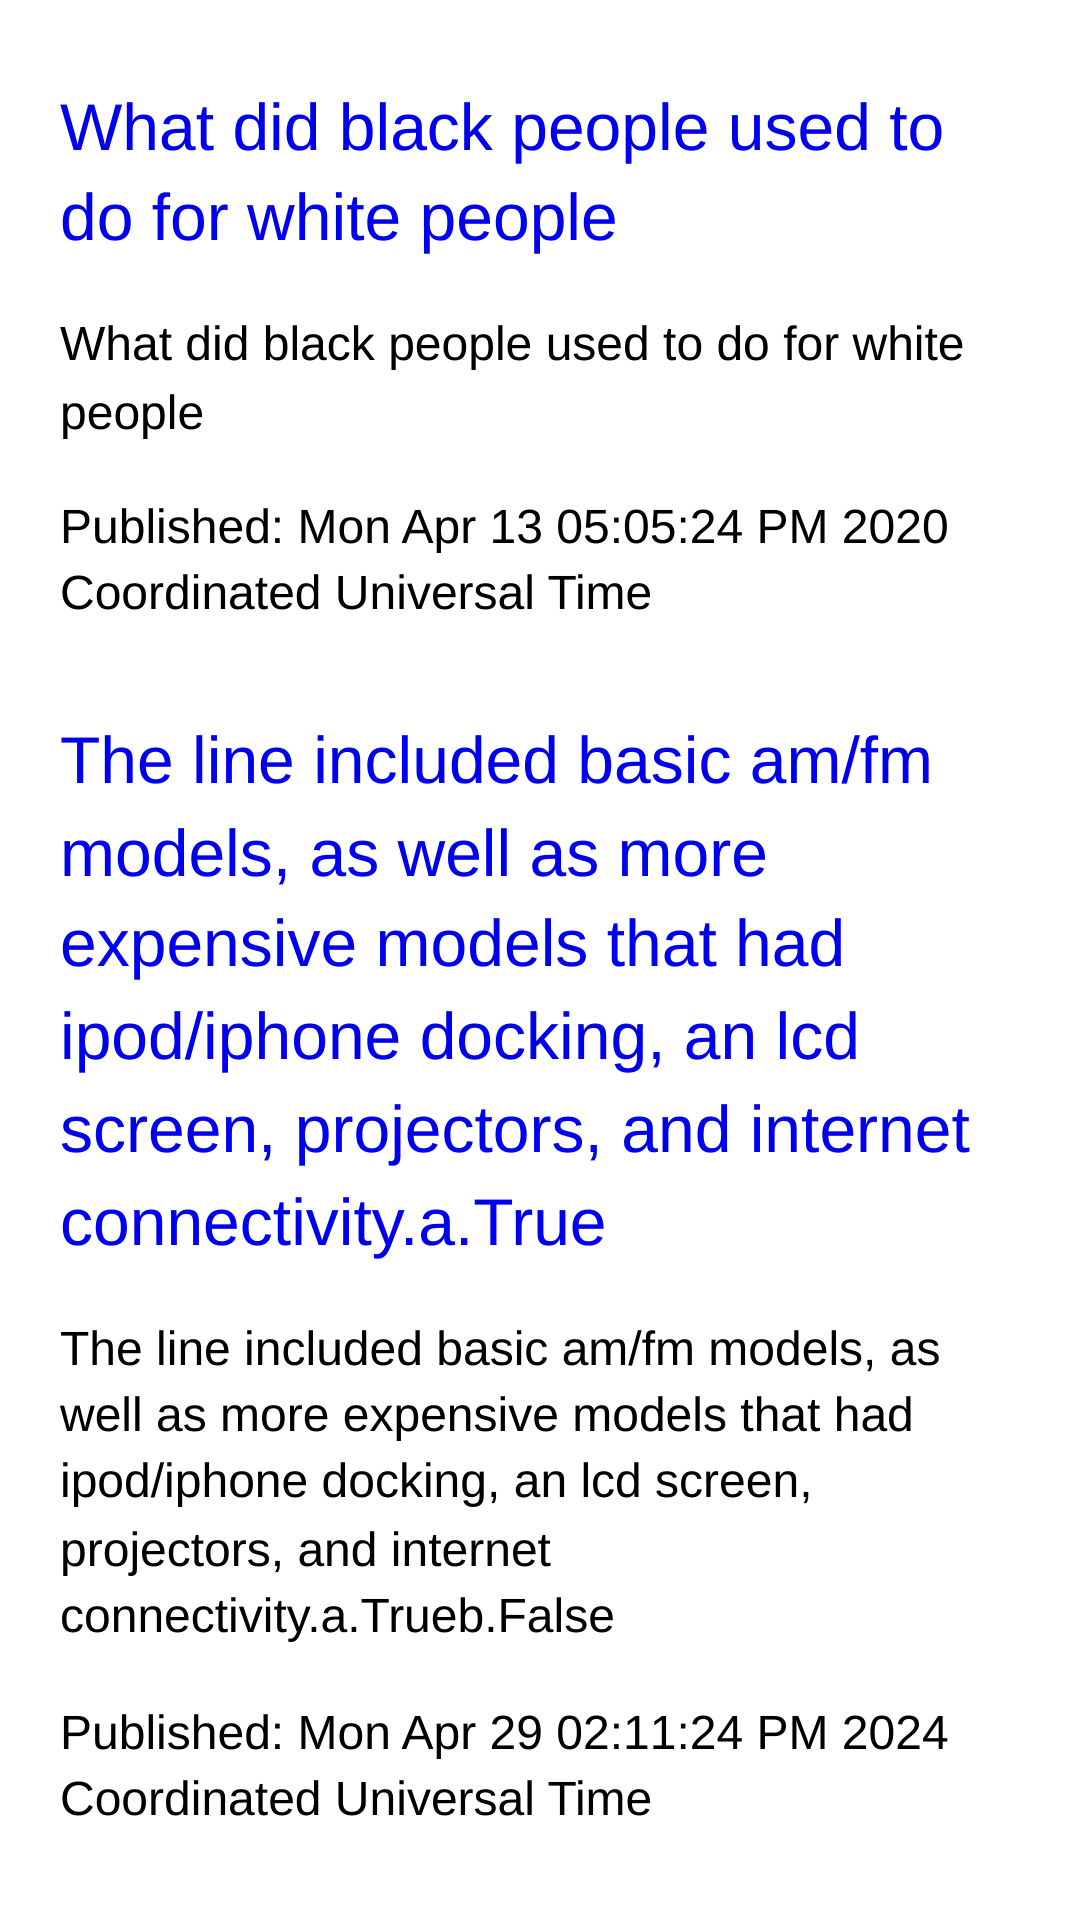 What did black people used to
do for white people
What did black people used to do for white
people
Published: Mon Apr 13 05:05:24 PM 2020
Coordinated Universal Time
The line included basic am/fm
models, as well as more
expensive models that had
ipod/iphone docking, an lcd
screen, projectors, and internet
connectivity.a.True
The line included basic am/fm models, as
well as more expensive models that had
ipod/iphone docking, an lcd screen,
projectors, and internet
connectivity.a.Trueb.False
Published: Mon Apr 29 02:11:24 PM 2024
Coordinated Universal Time